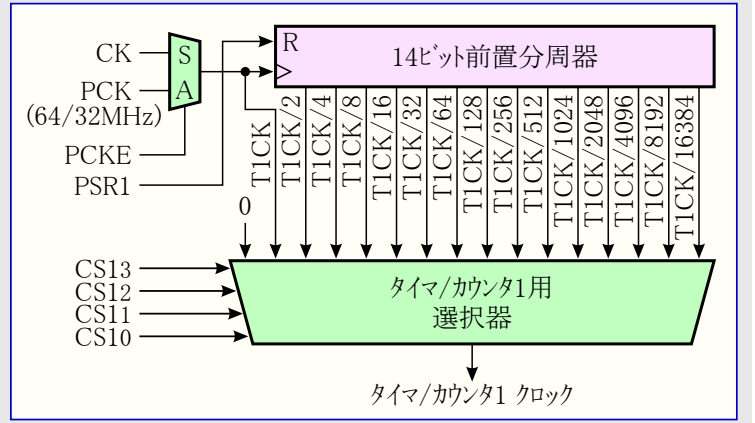 CK
S
R
14ビット前置分周器
PCK
A
(64/32MHz)
PCKE
PSR1
0
T1CK
T1CK/2
T1CK/4
T1CK/8
T1CK/16
T1CK/32
T1CK/64
T1CK/128
T1CK/256
T1CK/512
T1CK/1024
T1CK/2048
T1CK/4096
T1CK/8192
T1CK/16384
CS13
CS12
CS11
CS10
タイマ/カウンタ1用
選択器
タイマ/カウンタ1 クロック